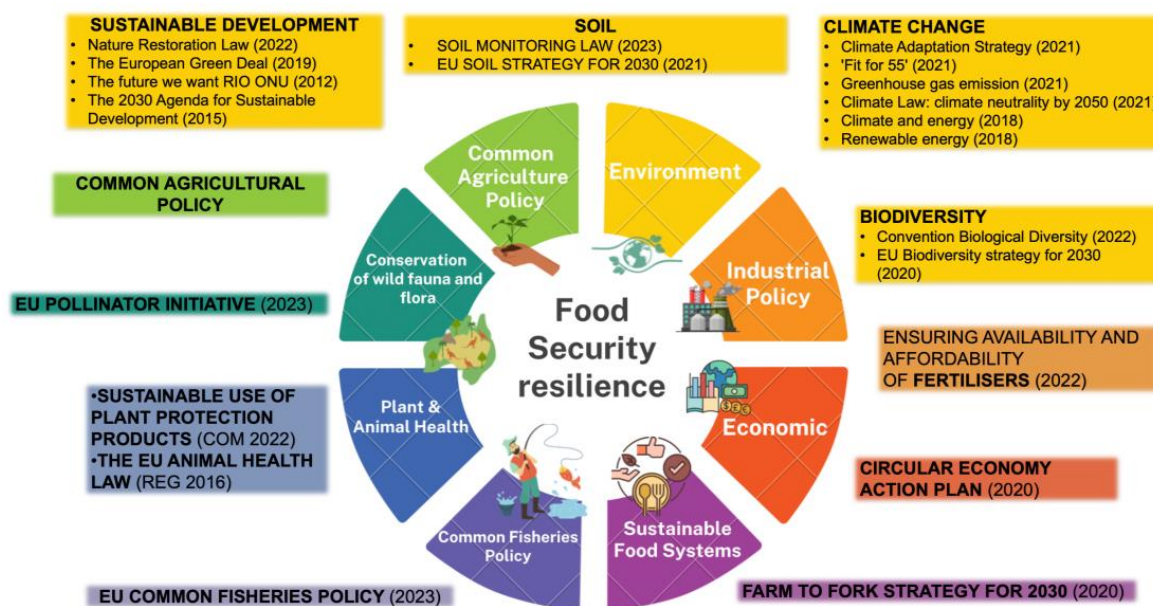 SUSTAINABLE DEVELOPMENT
• Nature Restoration Law (2022)
• The European Green Deal (2019)
• The future we want RIO ONU (2012)
• The 2030 Agenda for Sustainable
Development (2015)
SOIL
• SOIL MONITORING LAW (2023)
• EU SOIL STRATEGY FOR 2030 (2021)
CLIMATE CHANGE
• Climate Adaptation Strategy (2021)
• 'Fit for 55' (2021)
• Greenhouse gas emission (2021)
• Climate Law: climate neutrality by 2050 (2021)
• Climate and energy (2018)
• Renewable energy (2018)
COMMON AGRICULTURAL
POLICY
EU POLLINATOR INITIATIVE (2023)
•SUSTAINABLE USE OF
PLANT PROTECTION
PRODUCTS (COM 2022)
•THE EU ANIMAL HEALTH
LAW (REG 2016)
EU COMMON FISHERIES POLICY (2023)
Common
Agriculture
Policy
Environment
Conservation
of wild fauna and
flora
Industrial
Policy
Food
Security
resilience
Plant &
Animal Health
Economic
Common Fisheries
Policy
Sustainable
Food Systems
BIODIVERSITY
• Convention Biological Diversity (2022)
• EU Biodiversity strategy for 2030
(2020)
ENSURING AVAILABILITY AND
AFFORDABILITY
OF FERTILISERS (2022)
CIRCULAR ECONOMY
ACTION PLAN (2020)
FARM TO FORK STRATEGY FOR 2030 (2020)